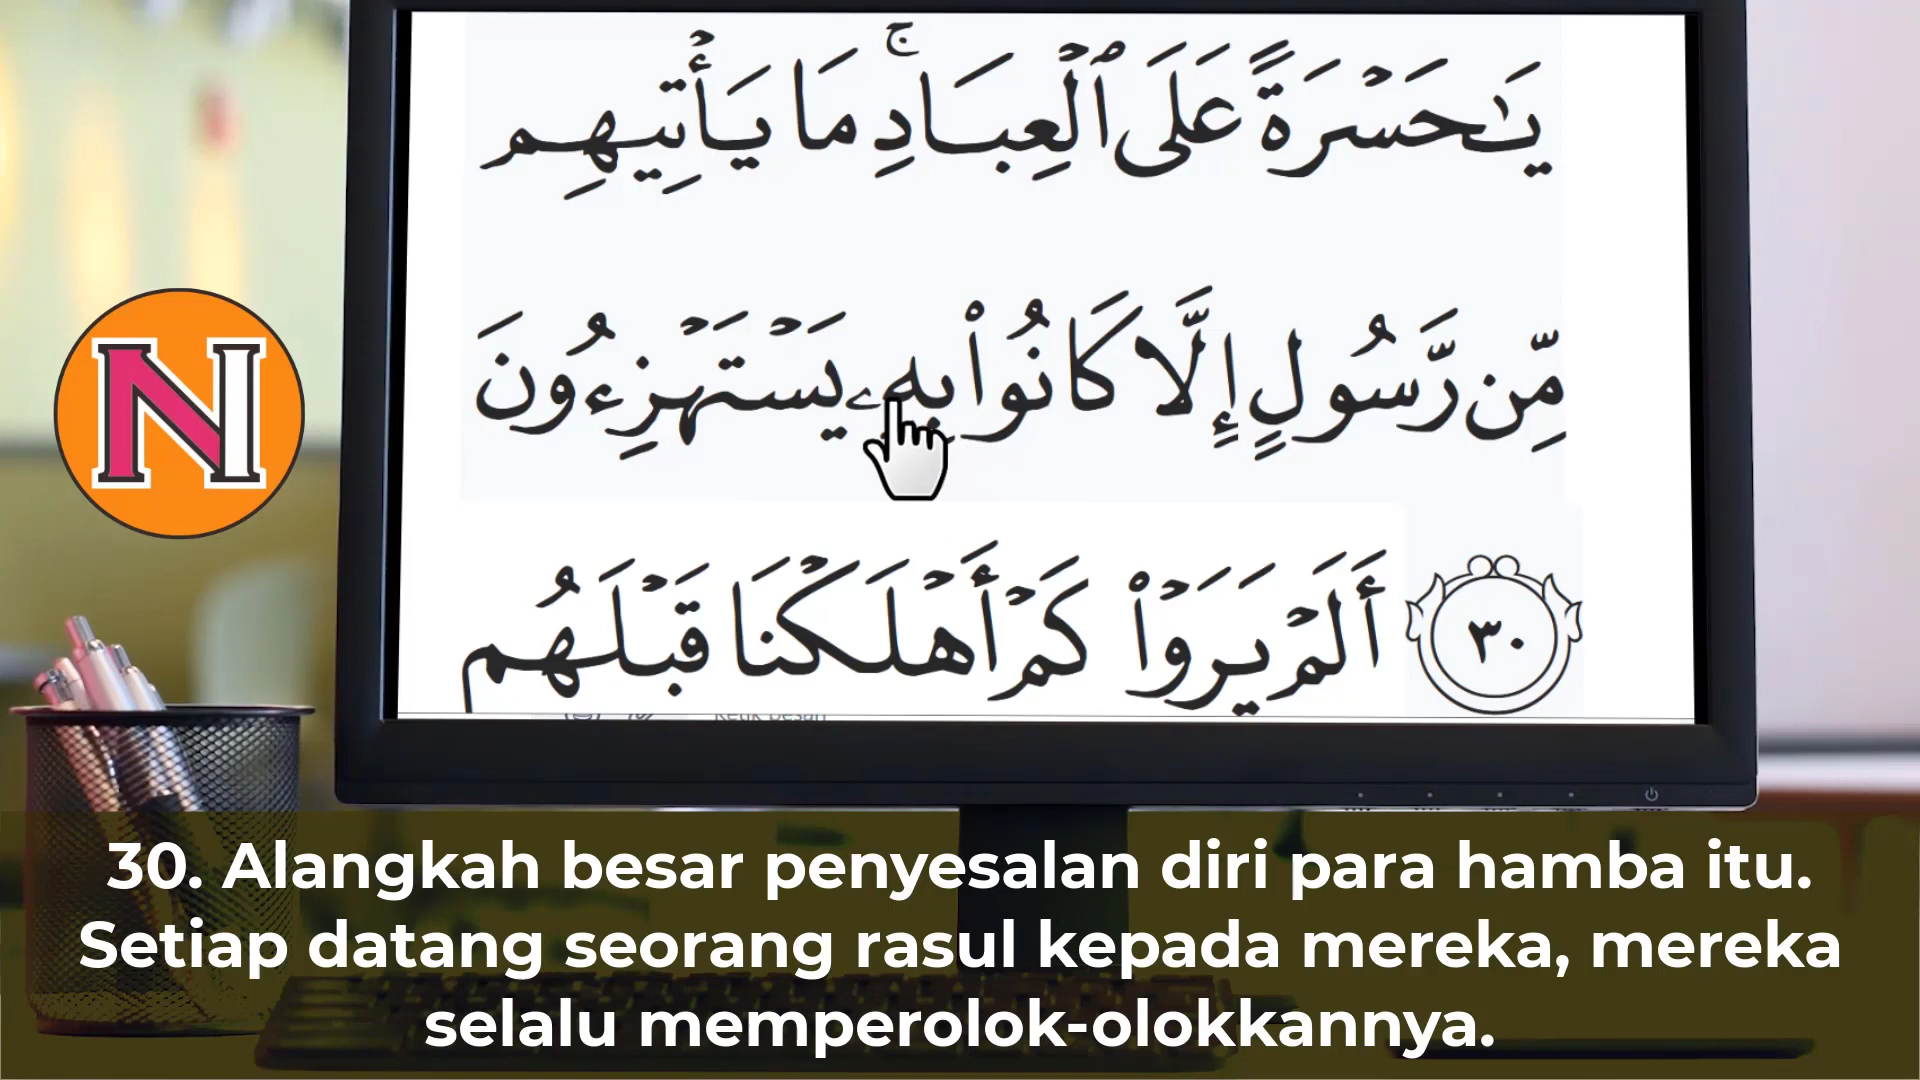 يَـٰحَسْرَةً عَلَى ٱلْعِبَادِ ۚ مَا يَأْتِيهِم
مِّن رَّسُولٍ إِلَّا كَانُوا۟ بِهِۦ يَسْتَهْزِءُونَ
٣٠ أَلَمْ يَرَوْا۟ كَمْ أَهْلَكْنَا قَبْلَهُم
N
30. Alangkah besar penyesalan diri para hamba itu.
Setiap datang seorang rasul kepada mereka, mereka
selalu memperolok-olokkannya.